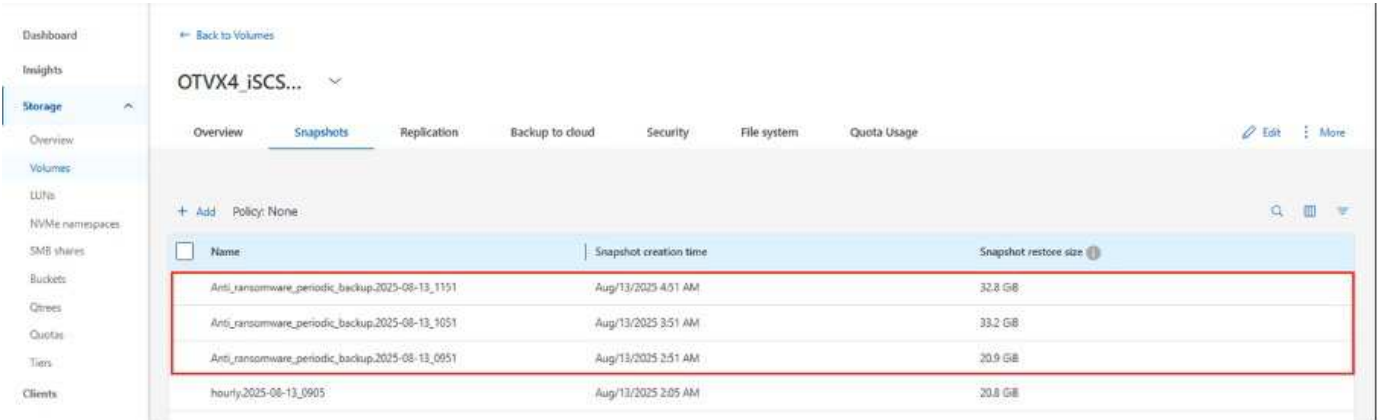 Dashboard
Insights
Storage
Overview
Volumes
LUNs
NVMe namespaces
SMB shares
Buckets
Qtrees
Quotas
Tiers
Clients
← Back to Volumes
OTVX4_iSCS...
Overview Snapshots Replication Backup to cloud Security File system Quota Usage
Edit More
+ Add Policy: None
Name Snapshot creation time Snapshot restore size
Anti_ransomware_periodic_backup.2025-08-13_1151 Aug/13/2025 4:51 AM 32.8 GiB
Anti_ransomware_periodic_backup.2025-08-13_1051 Aug/13/2025 3:51 AM 33.2 GiB
Anti_ransomware_periodic_backup.2025-08-13_0951 Aug/13/2025 2:51 AM 20.9 GiB
hourly.2025-08-13_0905 Aug/13/2025 2:05 AM 20.8 GiB